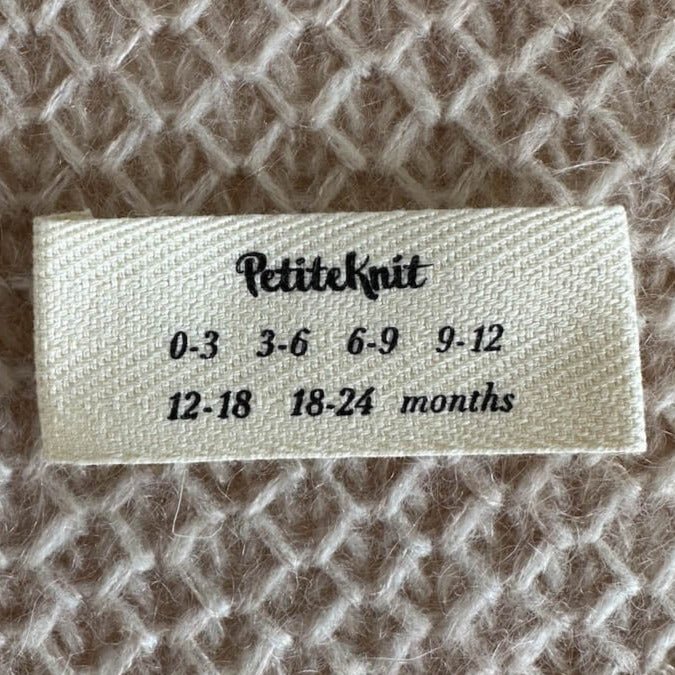 PetiteKnit
0-3 3-6 6-9 9-12
12-18 18-24 months